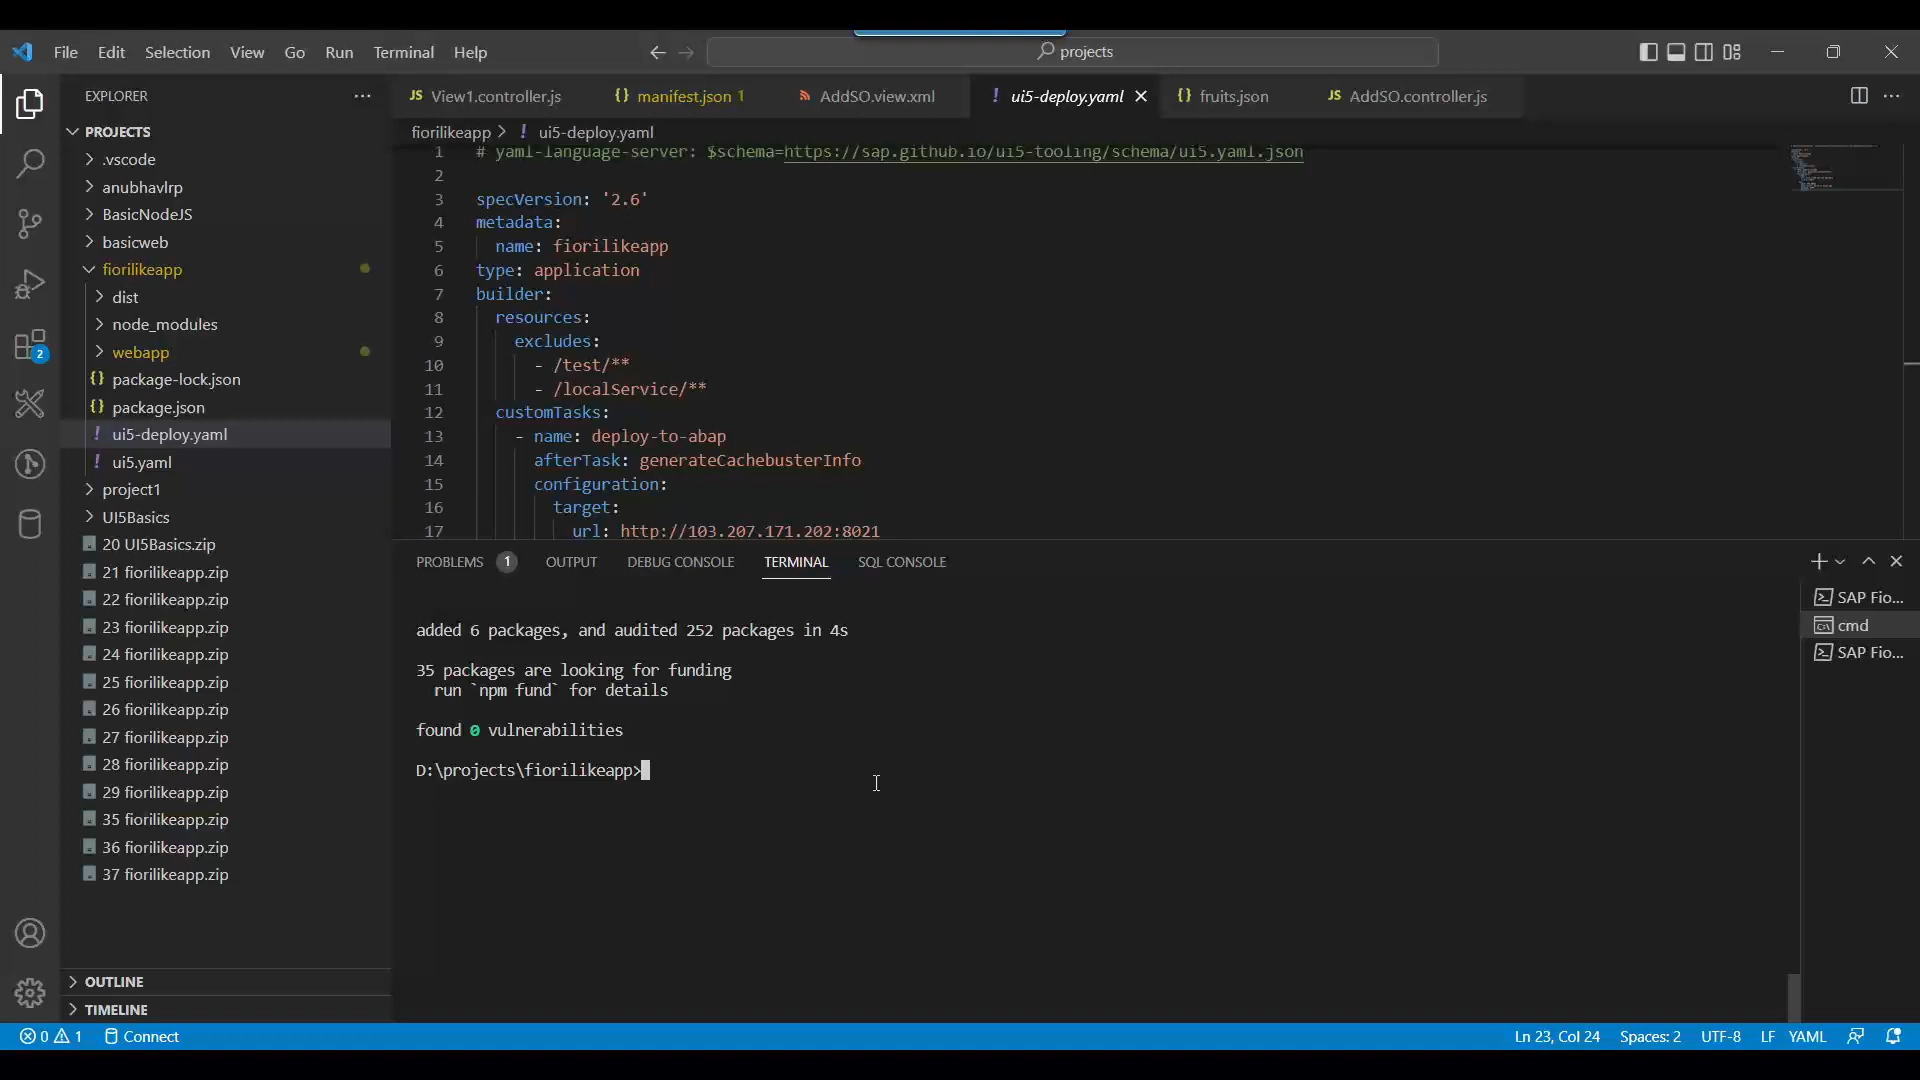 File Edit Selection View Go Run Terminal Help
projects
EXPLORER
PROJECTS
.vscode
anubhavlrp
BasicNodeJS
basicweb
fiorilikeapp
dist
node_modules
webapp
package-lock.json
package.json
ui5-deploy.yaml
ui5.yaml
project1
UI5Basics
20 UI5Basics.zip
21 fiorilikeapp.zip
22 fiorilikeapp.zip
23 fiorilikeapp.zip
24 fiorilikeapp.zip
25 fiorilikeapp.zip
26 fiorilikeapp.zip
27 fiorilikeapp.zip
28 fiorilikeapp.zip
29 fiorilikeapp.zip
35 fiorilikeapp.zip
36 fiorilikeapp.zip
37 fiorilikeapp.zip
OUTLINE
TIMELINE
2
JS View1.controller.js {} manifest.json 1 AddSO.view.xml ! ui5-deploy.yaml {} fruits.json JS AddSO.controller.js
fiorilikeapp > ! ui5-deploy.yaml
1 # yaml-language-server: $schema=https://sap.github.io/ui5-tooling/schema/ui5.yaml.json
2
3 specVersion: '2.6'
4 metadata:
5 name: fiorilikeapp
6 type: application
7 builder:
8 resources:
9 excludes:
10 - /test/**
11 - /localService/**
12 customTasks:
13 - name: deploy-to-abap
14 afterTask: generateCachebusterInfo
15 configuration:
16 target:
17 url: http://103.207.171.202:8021
PROBLEMS 1 OUTPUT DEBUG CONSOLE TERMINAL SQL CONSOLE
added 6 packages, and audited 252 packages in 4s
35 packages are looking for funding
run `npm fund` for details
found 0 vulnerabilities
D:\projects\fiorilikeapp>
SAP Fio...
cmd
SAP Fio...
0 1 Connect
Ln 23, Col 24 Spaces: 2 UTF-8 LF YAML